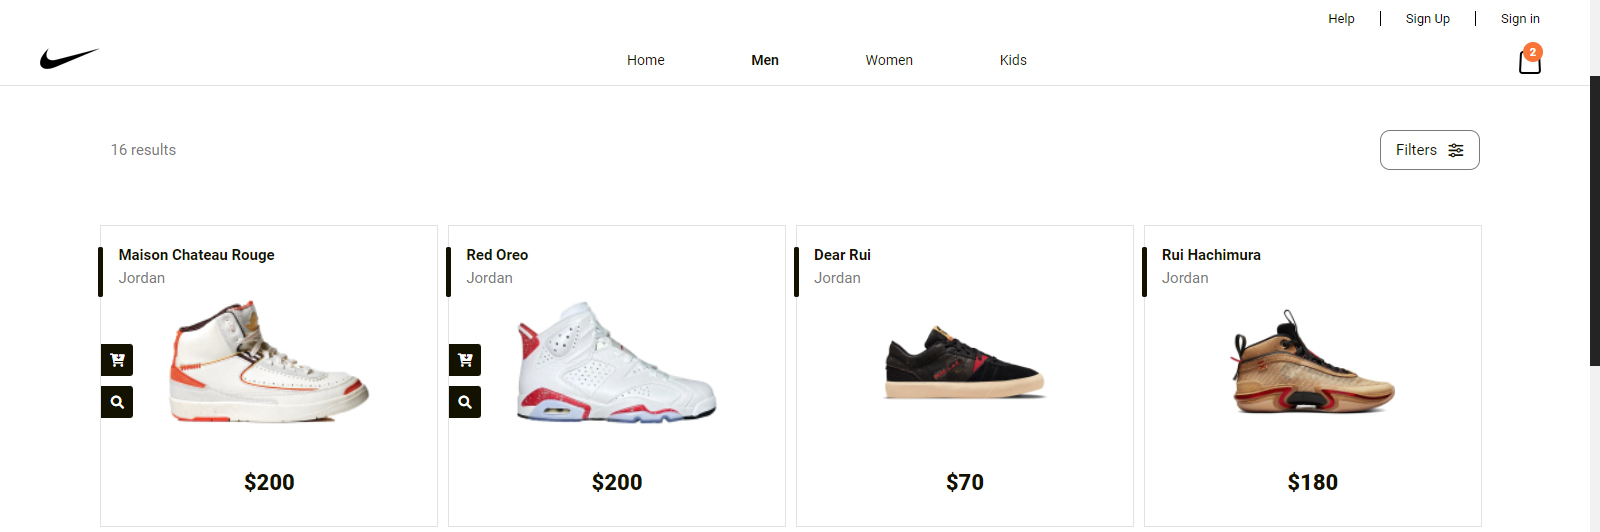 Help Sign Up Sign in
Home Men Women Kids 2
16 results Filters
Maison Chateau Rouge Red Oreo Dear Rui Rui Hachimura
Jordan Jordan Jordan Jordan
$200 $200 $70 $180